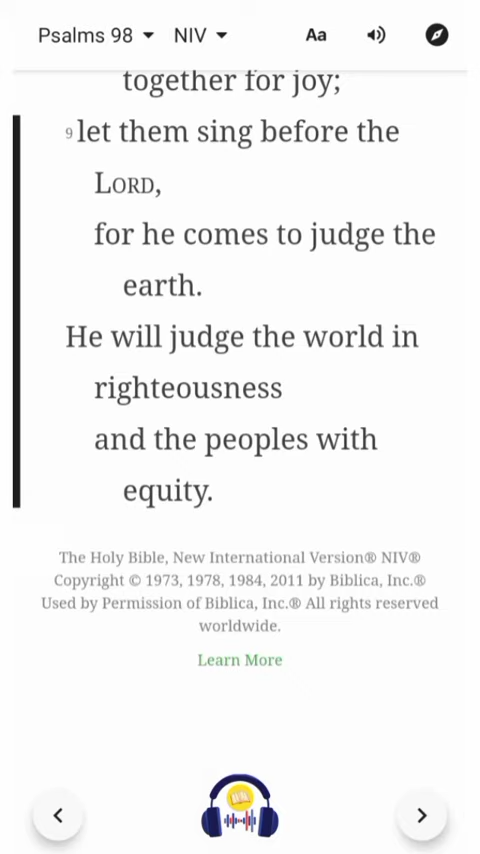 Psalms 98 NIV Aa
together for joy;
9 let them sing before the
LORD,
for he comes to judge the
earth.
He will judge the world in
righteousness
and the peoples with
equity.
The Holy Bible, New International Version® NIV®
Copyright © 1973, 1978, 1984, 2011 by Biblica, Inc.®
Used by Permission of Biblica, Inc.® All rights reserved
worldwide.
Learn More